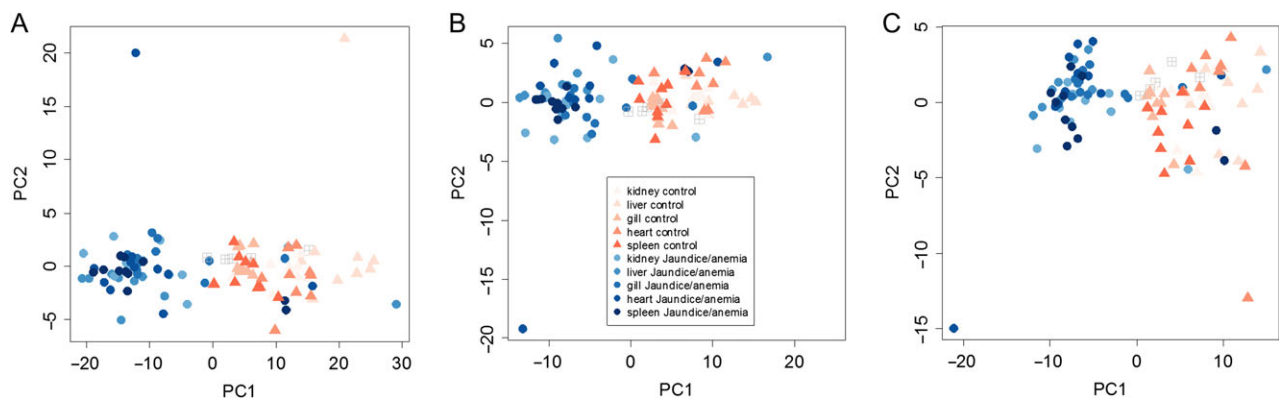 A
PC2
20
15
10
5
0
−5
−20
−10
0
10
20
30
PC1
B
PC2
5
0
−5
−10
−15
−20
kidney control
liver control
gill control
heart control
spleen control
kidney Jaundice/anemia
liver Jaundice/anemia
gill Jaundice/anemia
heart Jaundice/anemia
spleen Jaundice/anemia
−10
0
10
20
PC1
C
PC2
5
0
−5
−10
−15
−20
−10
0
10
PC1